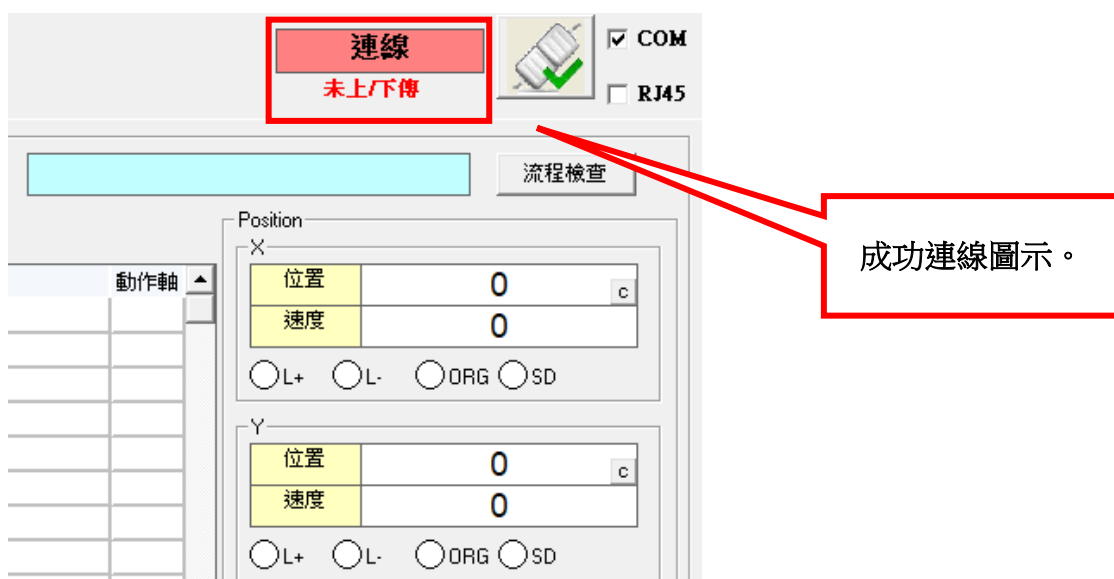 連線
未上/下傳
COM
RJ45
流程檢查
成功連線圖示。
動作軸
Position
X
位置 0 c
速度 0
L+ L- ORG SD
Y
位置 0 c
速度 0
L+ L- ORG SD